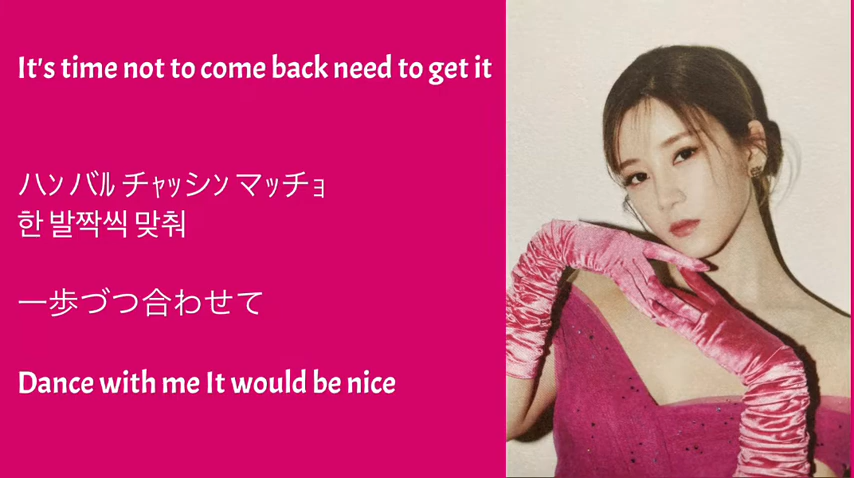 It's time not to come back need to get it
ハン バル チャッシン マッチョ
한 발짝씩 맞춰
一歩づつ合わせて
Dance with me It would be nice